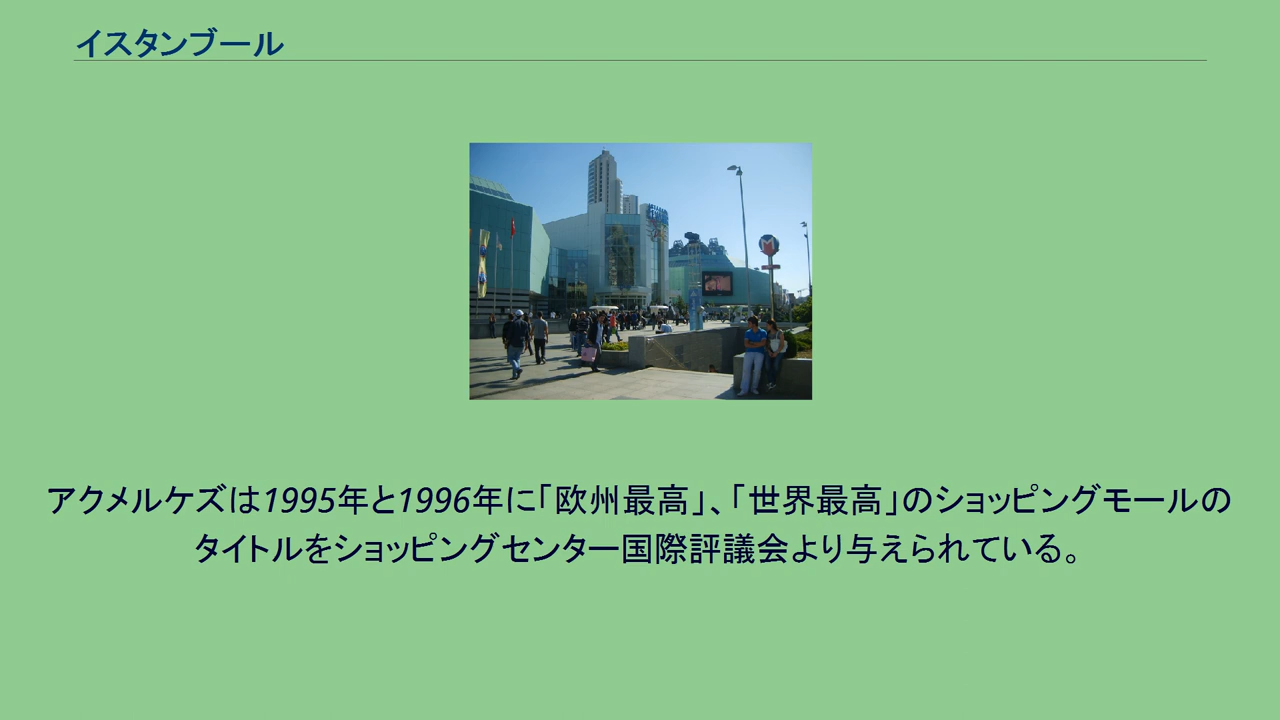 イスタンブール
M
アクメルケズは1995年と1996年に「欧州最高」、「世界最高」のショッピングモールの
タイトルをショッピングセンター国際評議会より与えられている。